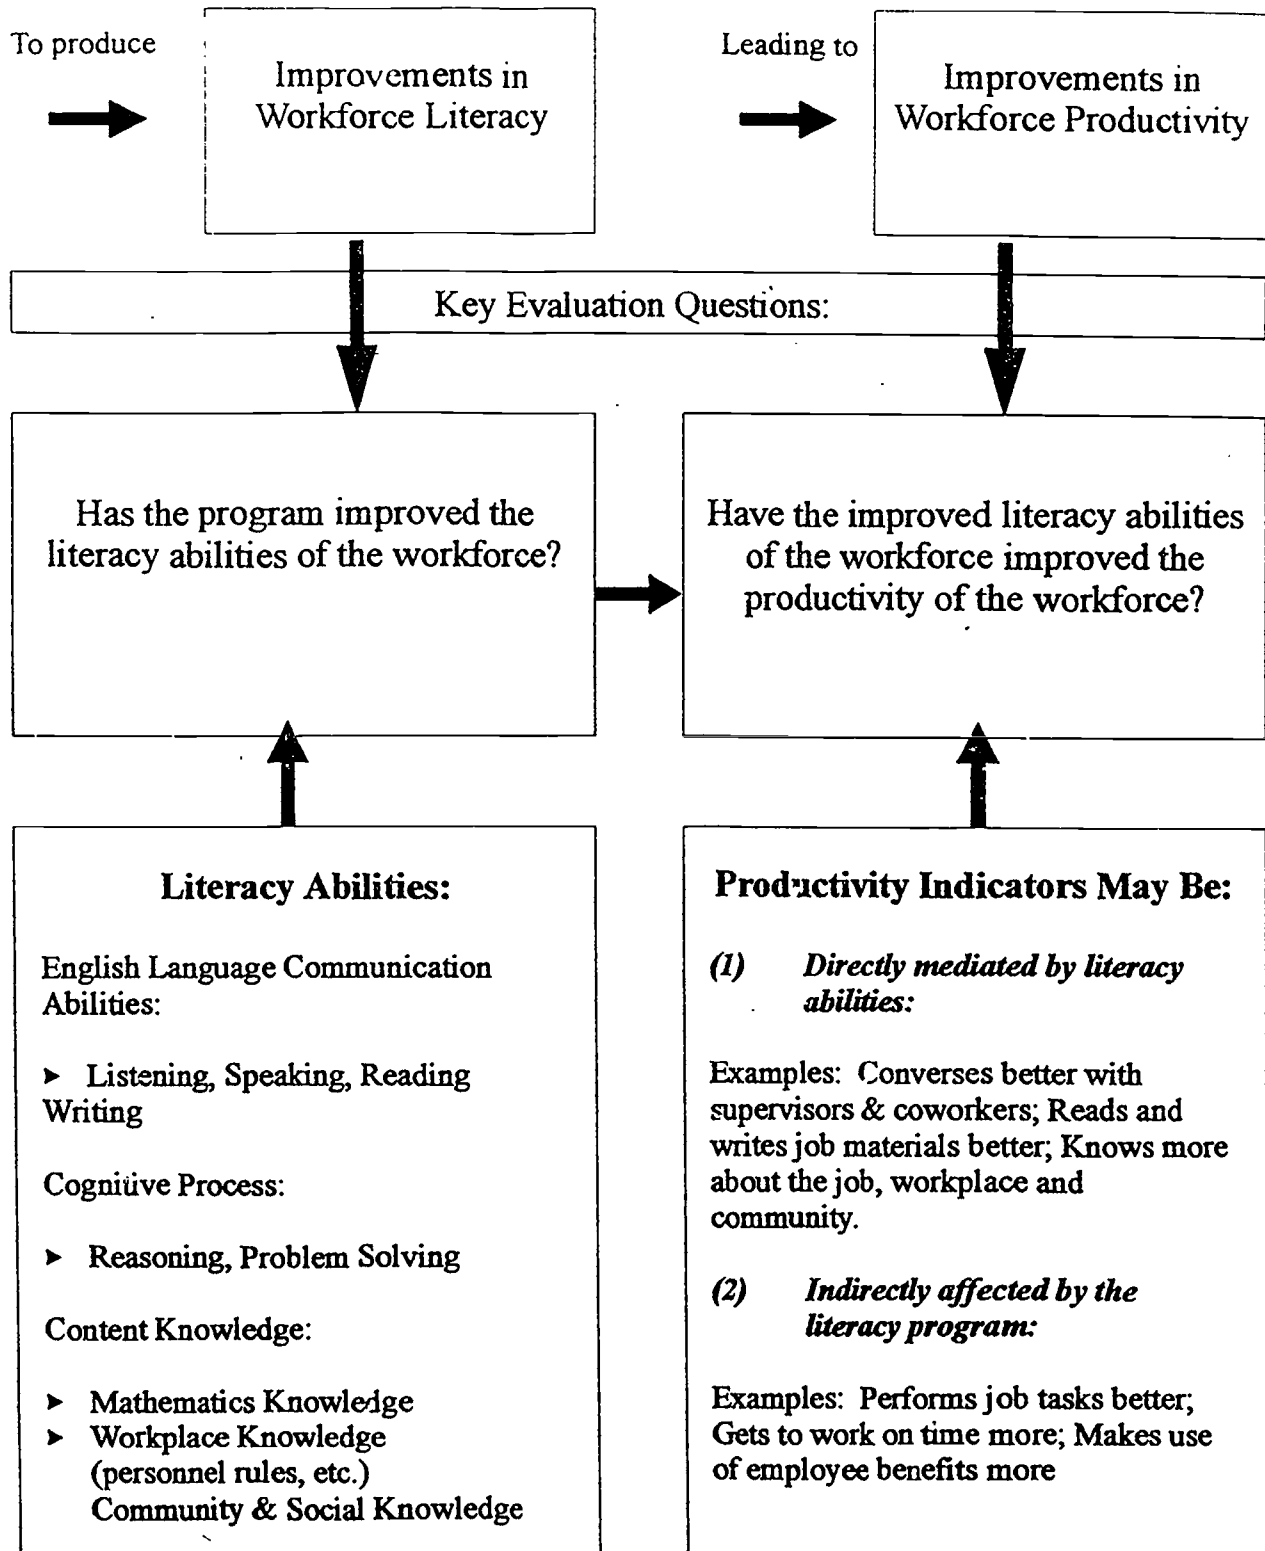 To produce
Improvements in
Workforce Literacy
Leading to
Improvements in
Workforce Productivity
Key Evaluation Questions:
Has the program improved the
literacy abilities of the workforce?
Have the improved literacy abilities
of the workforce improved the
productivity of the workforce?
Literacy Abilities:
English Language Communication
Abilities:
➤ Listening, Speaking, Reading
Writing
Cognitive Process:
➤ Reasoning, Problem Solving
Content Knowledge:
➤ Mathematics Knowledge
➤ Workplace Knowledge
(personnel rules, etc.)
Community & Social Knowledge
Productivity Indicators May Be:
(1) Directly mediated by literacy
abilities:
Examples: Converses better with
supervisors & coworkers; Reads and
writes job materials better; Knows more
about the job, workplace and
community.
(2) Indirectly affected by the
literacy program:
Examples: Performs job tasks better;
Gets to work on time more; Makes use
of employee benefits more